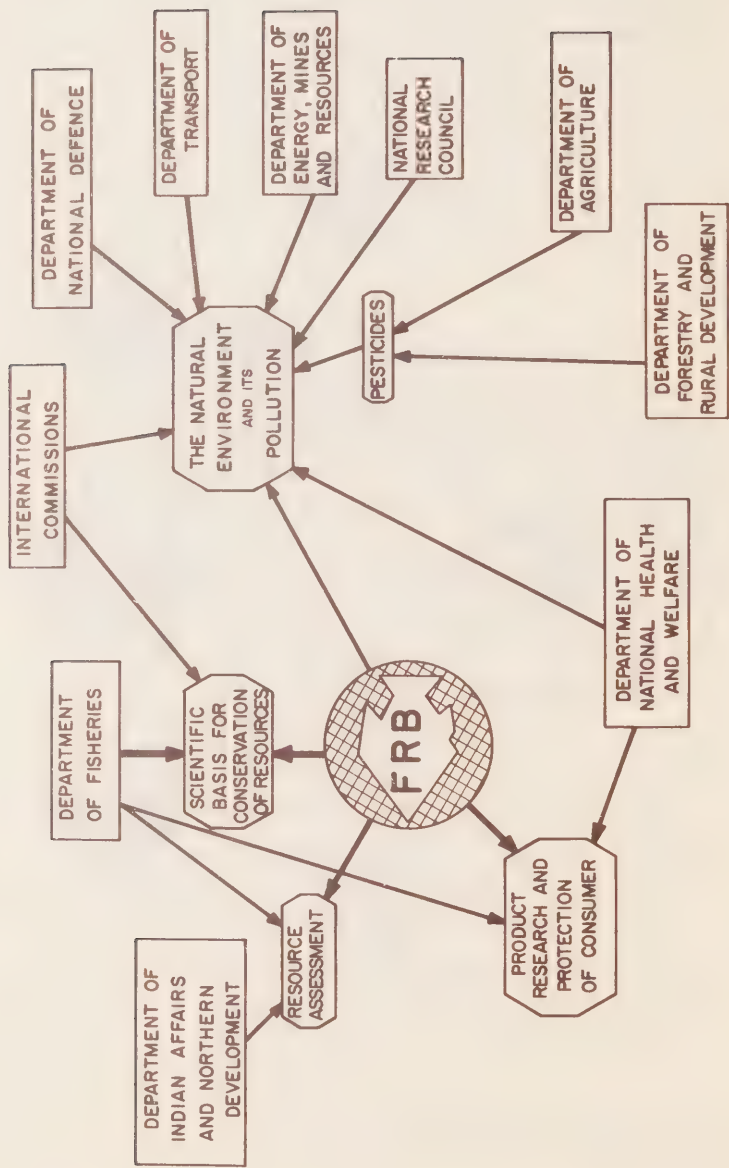 DEPARTMENT OF
INDIAN AFFAIRS
AND NORTHERN
DEVELOPMENT
DEPARTMENT
OF FISHERIES
INTERNATIONAL
COMMISSIONS
DEPARTMENT OF
NATIONAL DEFENCE
DEPARTMENT OF
TRANSPORT
DEPARTMENT OF
ENERGY, MINES
AND RESOURCES
NATIONAL
RESEARCH
COUNCIL
RESOURCE
ASSESSMENT
SCIENTIFIC
BASIS FOR
CONSERVATION
OF RESOURCES
THE NATURAL
ENVIRONMENT
AND ITS
POLLUTION
FRB
PESTICIDES
PRODUCT
RESEARCH AND
PROTECTION
OF CONSUMER
DEPARTMENT OF
NATIONAL HEALTH
AND WELFARE
DEPARTMENT OF
AGRICULTURE
DEPARTMENT OF
FORESTRY AND
RURAL DEVELOPMENT